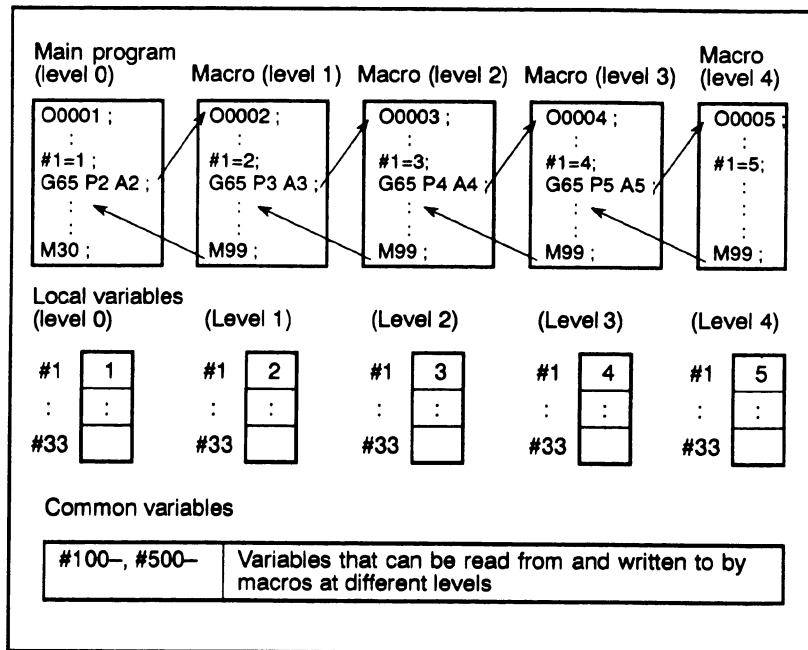 Main program
(level 0)
Macro (level 1)
Macro (level 2)
Macro (level 3)
Macro
(level 4)
O0001 ;
:
#1=1 ;
G65 P2 A2 ;
:
:
M30 ;
O0002 ;
:
#1=2;
G65 P3 A3 ;
:
:
M99 ;
O0003 ;
:
#1=3;
G65 P4 A4 ;
:
:
M99 ;
O0004 ;
:
#1=4;
G65 P5 A5 ;
:
:
M99 ;
O0005 ;
:
#1=5;
:
:
:
M99 ;
Local variables
(level 0)
(Level 1)
(Level 2)
(Level 3)
(Level 4)
#1 1
: :
#33
#1 2
: :
#33
#1 3
: :
#33
#1 4
: :
#33
#1 5
: :
#33
Common variables
#100–, #500–
Variables that can be read from and written to by
macros at different levels